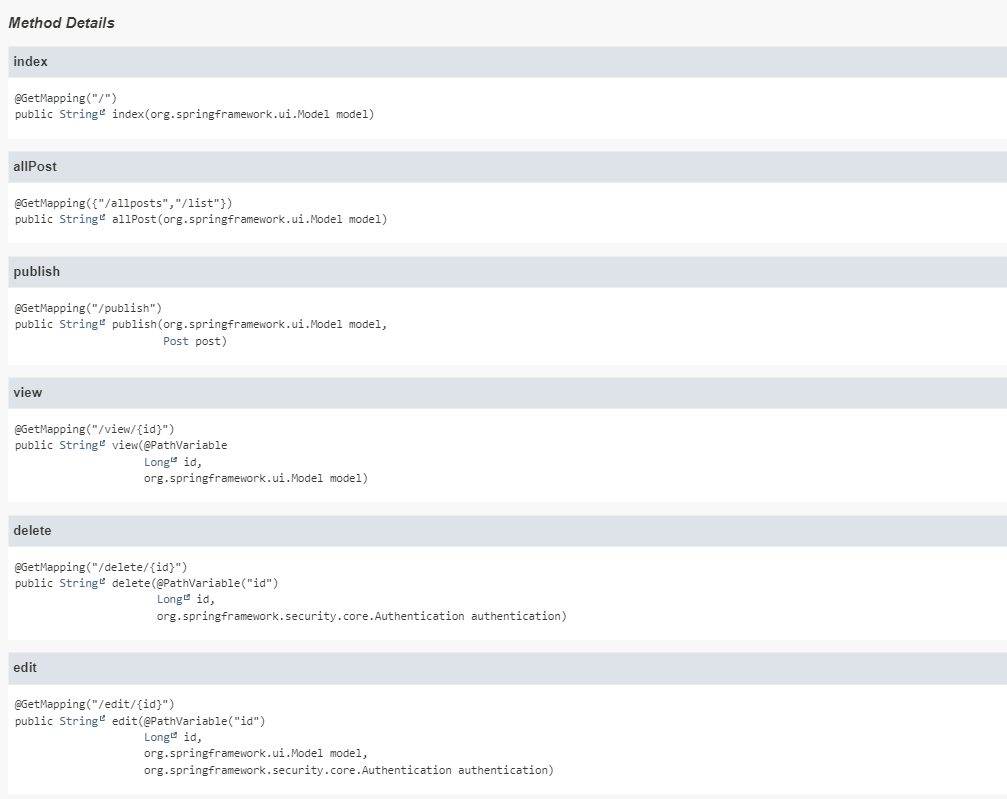 Method Details
index
@GetMapping("/")
public String index(org.springframework.ui.Model model)
allPost
@GetMapping({"/allposts","/list"})
public String allPost(org.springframework.ui.Model model)
publish
@GetMapping("/publish")
public String publish(org.springframework.ui.Model model,
Post post)
view
@GetMapping("/view/{id}")
public String view(@PathVariable
Long id,
org.springframework.ui.Model model)
delete
@GetMapping("/delete/{id}")
public String delete(@PathVariable("id")
Long id,
org.springframework.security.core.Authentication authentication)
edit
@GetMapping("/edit/{id}")
public String edit(@PathVariable("id")
Long id,
org.springframework.ui.Model model,
org.springframework.security.core.Authentication authentication)